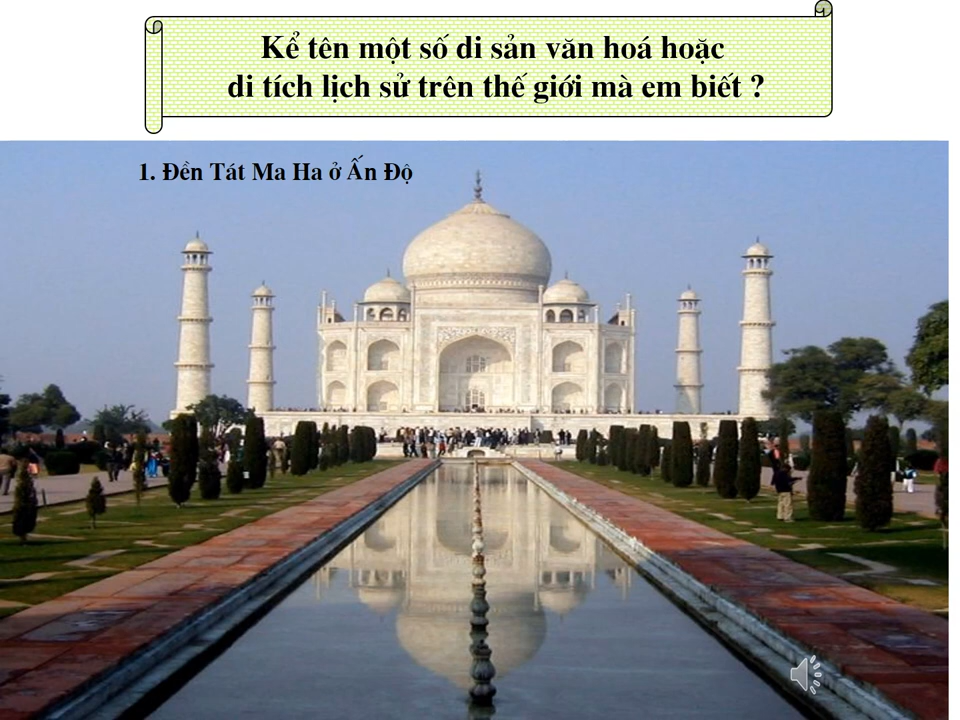 Kể tên một số di sản văn hoá hoặc
di tích lịch sử trên thế giới mà em biết ?
1. Đền Tát Ma Ha ở Ấn Độ